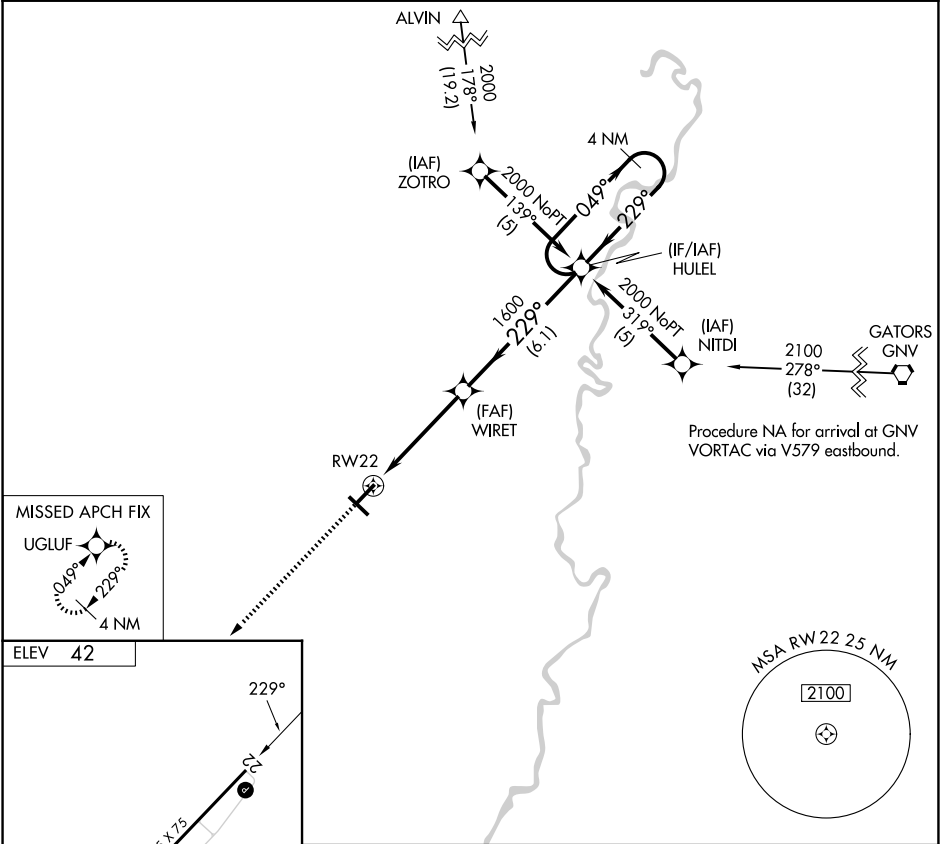 ALVIN
2000
178°
(19.2)
(IAF)
ZOTRO
2000 NoPT
139°
(5)
4 NM
049°
229°
(IF/IAF)
HULEL
2000 NoPT
319°
(5)
(IAF)
NITDI
2100
278°
(32)
GATORS
GNV
Procedure NA for arrival at GNV
VORTAC via V579 eastbound.
1600
229°
(6.1)
(FAF)
WIRET
RW22
MISSED APCH FIX
UGLUF
049°
229°
4 NM
ELEV 42
229°
22
P
X 75
MSA RW 22 25 NM
2100